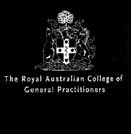 The Royal Australian College of
General Practitioners